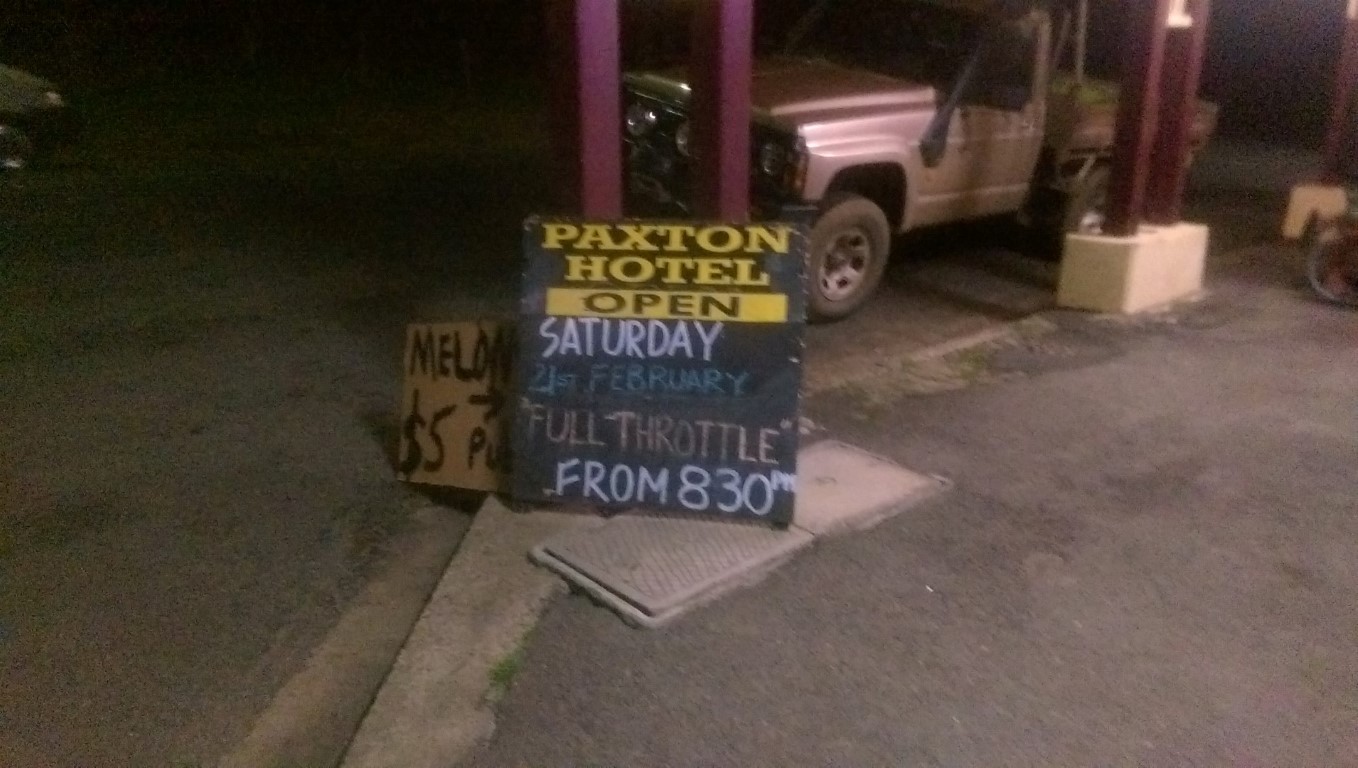 PAXTON
HOTEL
OPEN
SATURDAY
21ST FEBRUARY
"FULL THROTTLE"
FROM 830PM
$5